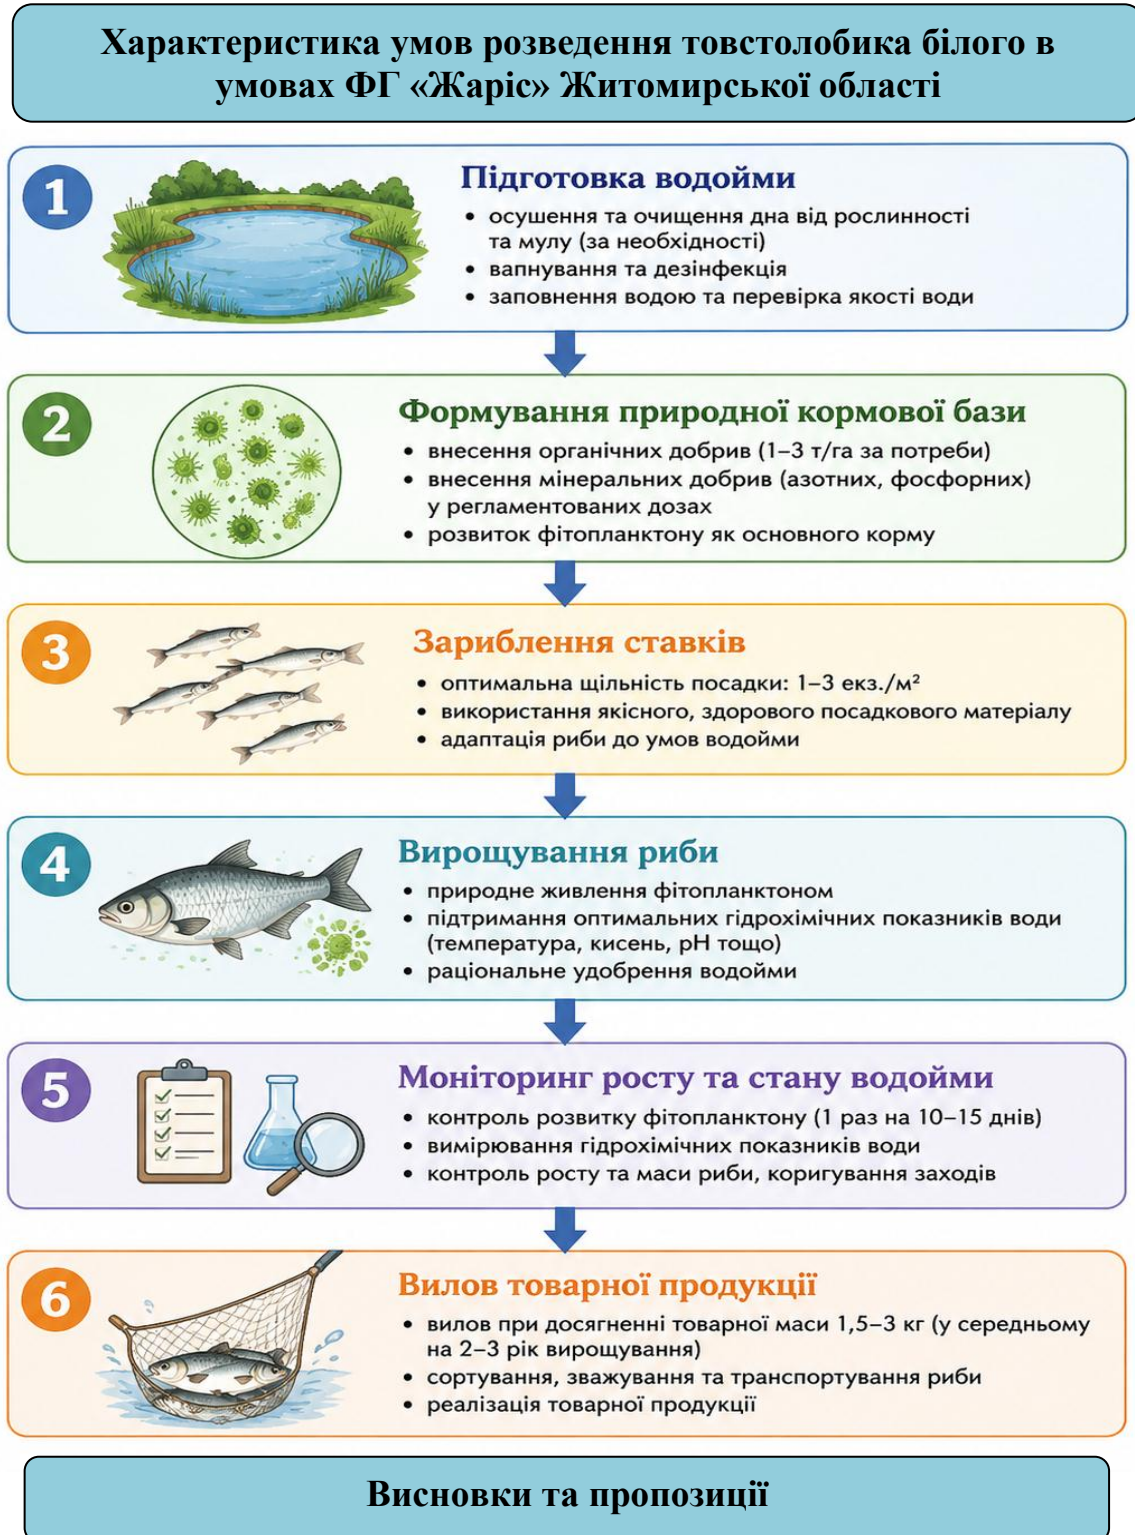 Характеристика умов розведення товстолобика білого в
умовах ФГ «Жаріс» Житомирської області
1
Підготовка водойми
• осушення та очищення дна від рослинності
та мулу (за необхідності)
• вапнування та дезінфекція
• заповнення водою та перевірка якості води
2
Формування природної кормової бази
• внесення органічних добрив (1–3 т/га за потреби)
• внесення мінеральних добрив (азотних, фосфорних)
у регламентованих дозах
• розвиток фітопланктону як основного корму
3
Зариблення ставків
• оптимальна щільність посадки: 1–3 екз./м²
• використання якісного, здорового посадкового матеріалу
• адаптація риби до умов водойми
4
Вирощування риби
• природне живлення фітопланктоном
• підтримання оптимальних гідрохімічних показників води
(температура, кисень, pH тощо)
• раціональне удобрення водойми
5
Моніторинг росту та стану водойми
• контроль розвитку фітопланктону (1 раз на 10–15 днів)
• вимірювання гідрохімічних показників води
• контроль росту та маси риби, коригування заходів
6
Вилов товарної продукції
• вилов при досягненні товарної маси 1,5–3 кг (у середньому
на 2–3 рік вирощування)
• сортування, зважування та транспортування риби
• реалізація товарної продукції
Висновки та пропозиції